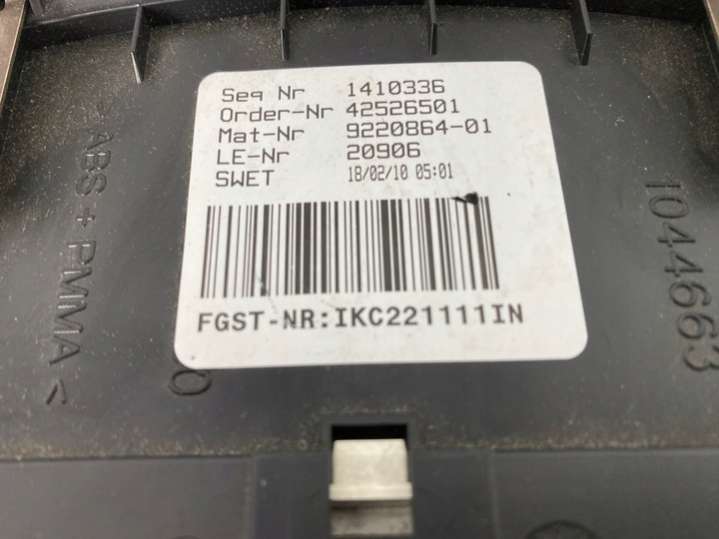 Seq Nr 1410336
Order-Nr 42526501
Mat-Nr 9220864-01
LE-Nr 20906
SWET 18/02/10 05:01
FGST-NR:IKC221111IN
ABS + PMMA <
1044663